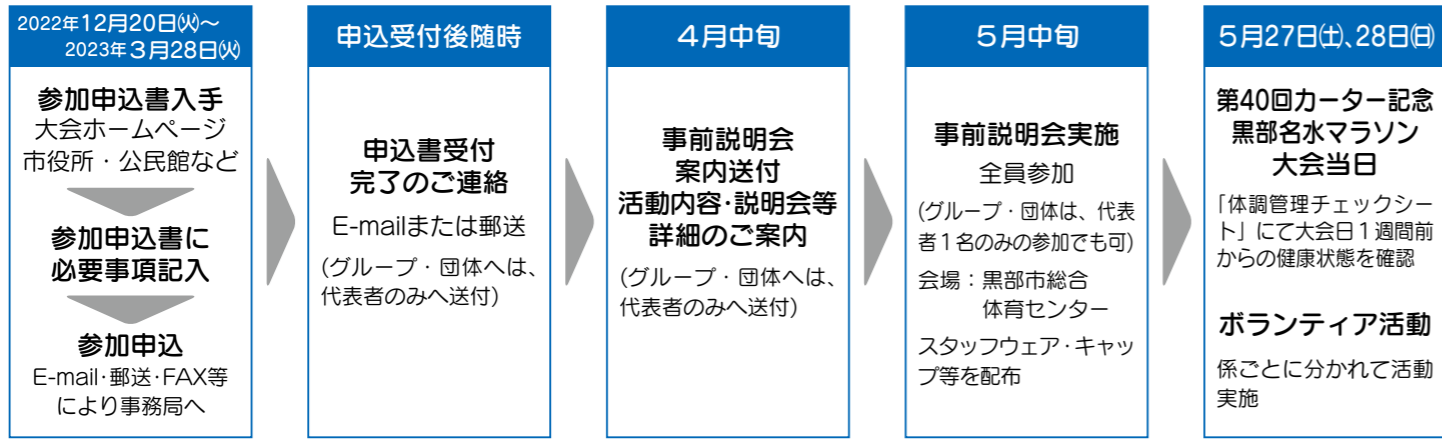 2022年12月20日㈫〜
2023年３月28日㈫
参加申込書入手
大会ホームページ
市役所・公民館など
参加申込書に
必要事項記入
参加申込
E-mail･郵送･FAX等
により事務局へ
申込受付後随時
申込書受付
完了のご連絡
E-mailまたは郵送
(グループ・団体へは、
代表者のみへ送付)
４月中旬
事前説明会
案内送付
活動内容･説明会等
詳細のご案内
(グループ・団体へは、
代表者のみへ送付)
５月中旬
事前説明会実施
全員参加
(グループ・団体は、代表
者１名のみの参加でも可)
会場：黒部市総合
体育センター
スタッフウェア・キャッ
プ等を配布
５月27日㈯､28日㈰
第40回カーター記念
黒部名水マラソン
大会当日
「体調管理チェックシー
ト」にて大会日１週間前
からの健康状態を確認
ボランティア活動
係ごとに分かれて活動
実施